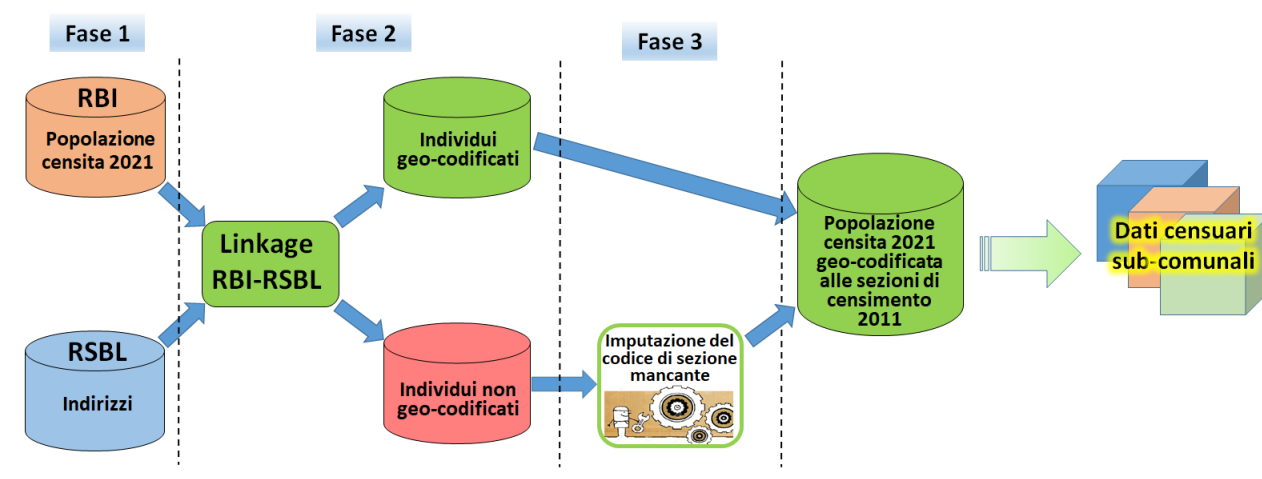 Fase 1
Fase 2
Fase 3
RBI
Popolazione
censita 2021
RSBL
Indirizzi
Linkage
RBI-RSBL
Individui
geo-codificati
Individui non
geo-codificati
Imputazione del
codice di sezione
mancante
Popolazione
censita 2021
geo-codificata
alle sezioni di
censimento
2011
Dati censuari
sub-comunali